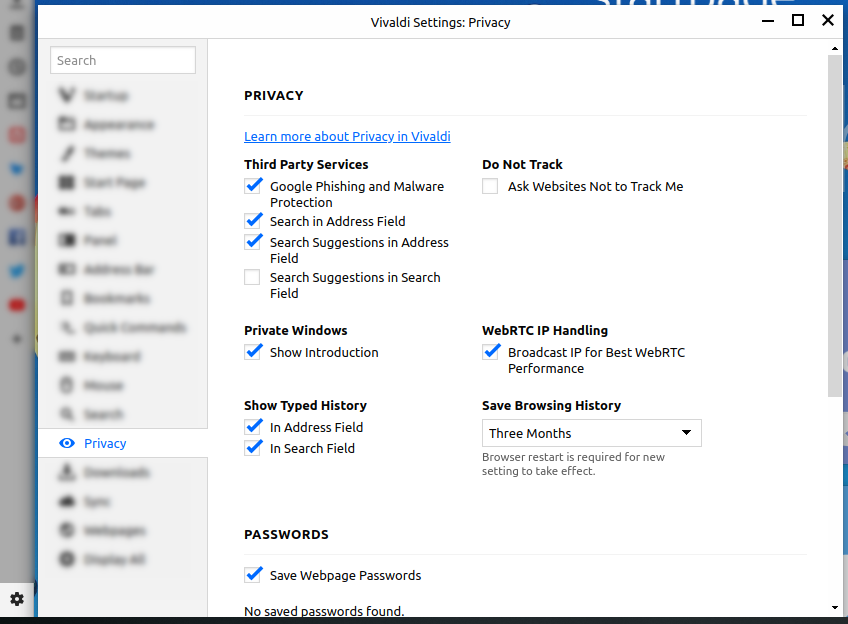 Vivaldi Settings: Privacy
Search
Startup
Appearance
Themes
Start Page
Tabs
Panel
Address Bar
Bookmarks
Quick Commands
Keyboard
Mouse
Search
Privacy
Downloads
Sync
Webpages
Display All
PRIVACY
Learn more about Privacy in Vivaldi
Third Party Services
Google Phishing and Malware
Protection
Search in Address Field
Search Suggestions in Address
Field
Search Suggestions in Search
Field
Do Not Track
Ask Websites Not to Track Me
Private Windows
Show Introduction
WebRTC IP Handling
Broadcast IP for Best WebRTC
Performance
Show Typed History
In Address Field
In Search Field
Save Browsing History
Three Months
Browser restart is required for new
setting to take effect.
PASSWORDS
Save Webpage Passwords
No saved passwords found.